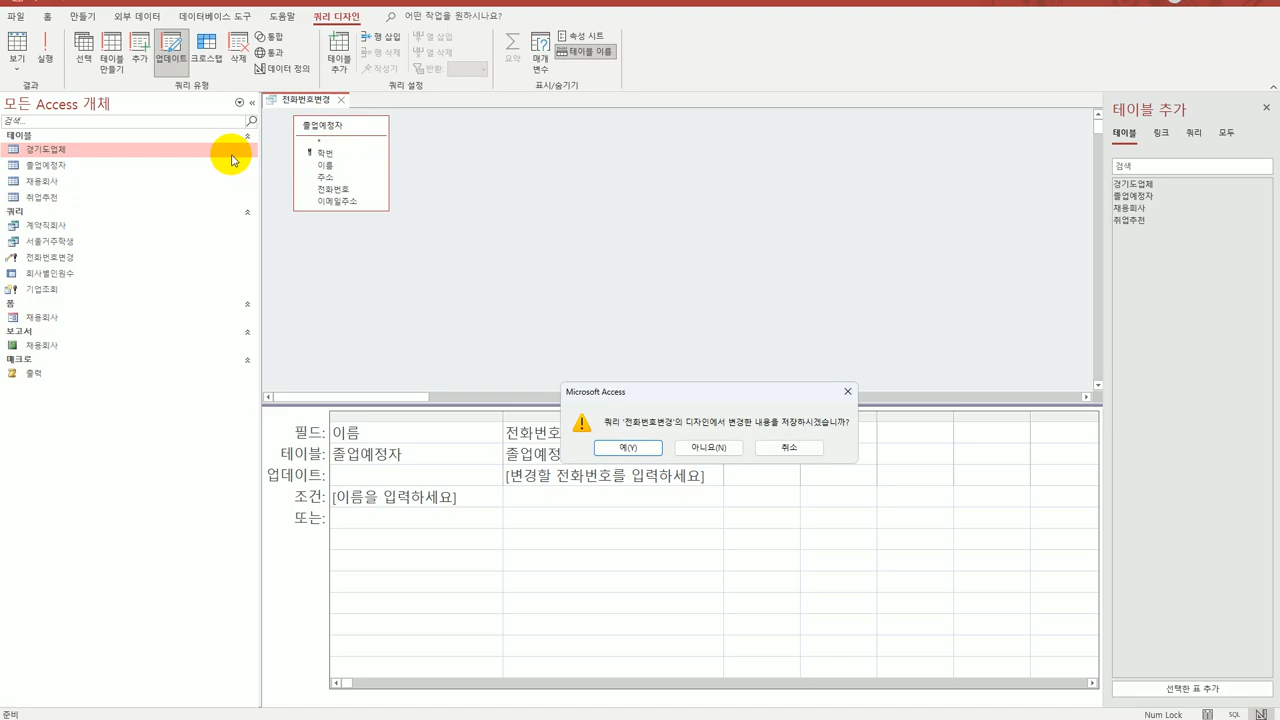 파일 홈 만들기 외부 데이터 데이터베이스 도구 도움말 쿼리 디자인 어떤 작업을 원하시나요?
보기 실행 선택 테이블 만들기 추가 업데이트 크로스탭 삭제 통합 통과 데이터 정의 테이블 추가 행 삽입 행 삭제 작성기 열 삽입 열 삭제 반환: 요약 매개 변수 속성 시트 테이블 이름
결과 쿼리 유형 쿼리 설정 표시/숨기기
모든 Access 개체
검색...
테이블
경기도업체
졸업예정자
채용회사
취업추천
쿼리
계약직회사
서울거주학생
전화번호변경
회사별인원수
기업조회
폼
채용회사
보고서
채용회사
매크로
출력
전화번호변경
졸업예정자
*
학번
이름
주소
전화번호
이메일주소
Microsoft Access
쿼리 '전화번호변경'의 디자인에서 변경한 내용을 저장하시겠습니까?
예(Y) 아니요(N) 취소
필드: 이름 전화번호
테이블: 졸업예정자 졸업예정
업데이트: [변경할 전화번호를 입력하세요]
조건: [이름을 입력하세요]
또는:
테이블 추가
테이블 링크 쿼리 모두
검색
경기도업체
졸업예정자
채용회사
취업추천
선택한 표 추가
준비
Num Lock SQL